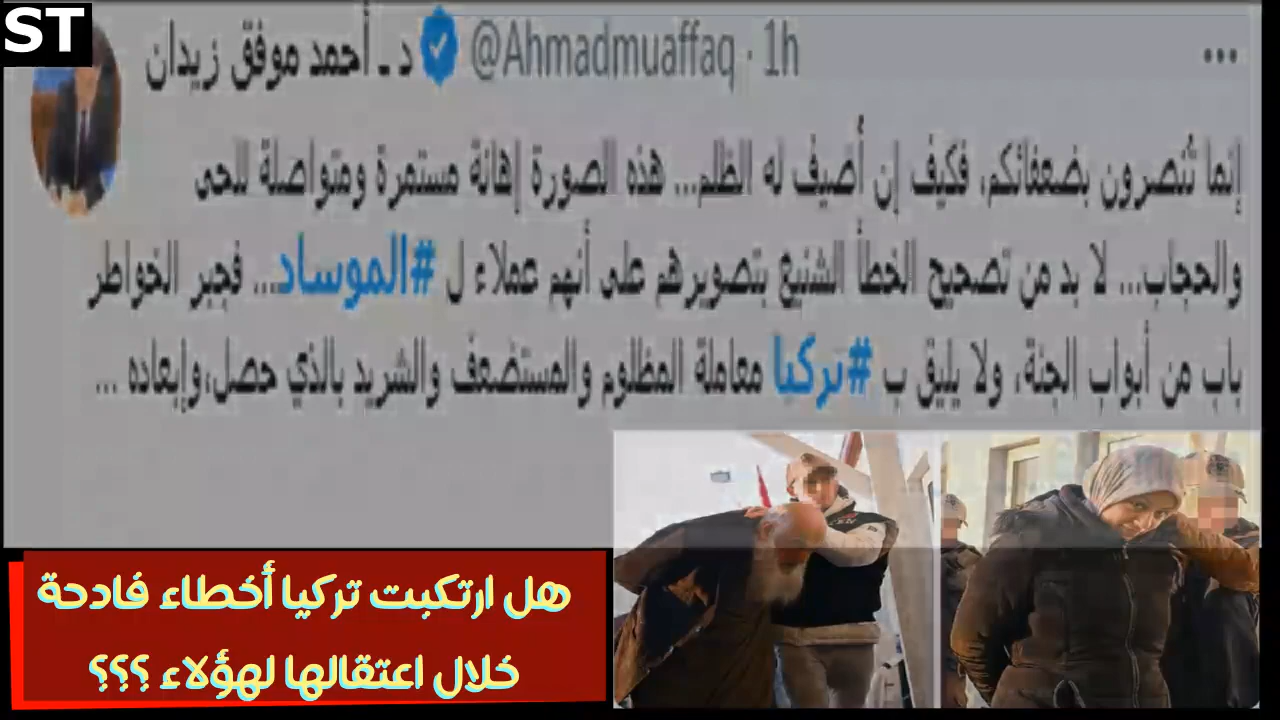 ST
د ـ أحمد موفق زيدان @Ahmadmuaffaq · 1h
إنما تُنصرون بضعفائكم، فكيف إن أضيف له الظلم... هذه الصورة إهانة مستمرة ومتواصلة للحى
والحجاب... لا بد من تصحيح الخطأ الشنيع بتصويرهم على أنهم عملاء ل #الموساد... فجبر الخواطر
باب من أبواب الجنة، ولا يليق ب #تركيا معاملة المظلوم والمستضعف والشريد بالذي حصل،وإبعاده ...
هل ارتكبت تركيا أخطاء فادحة
خلال اعتقالها لهؤلاء ؟؟؟